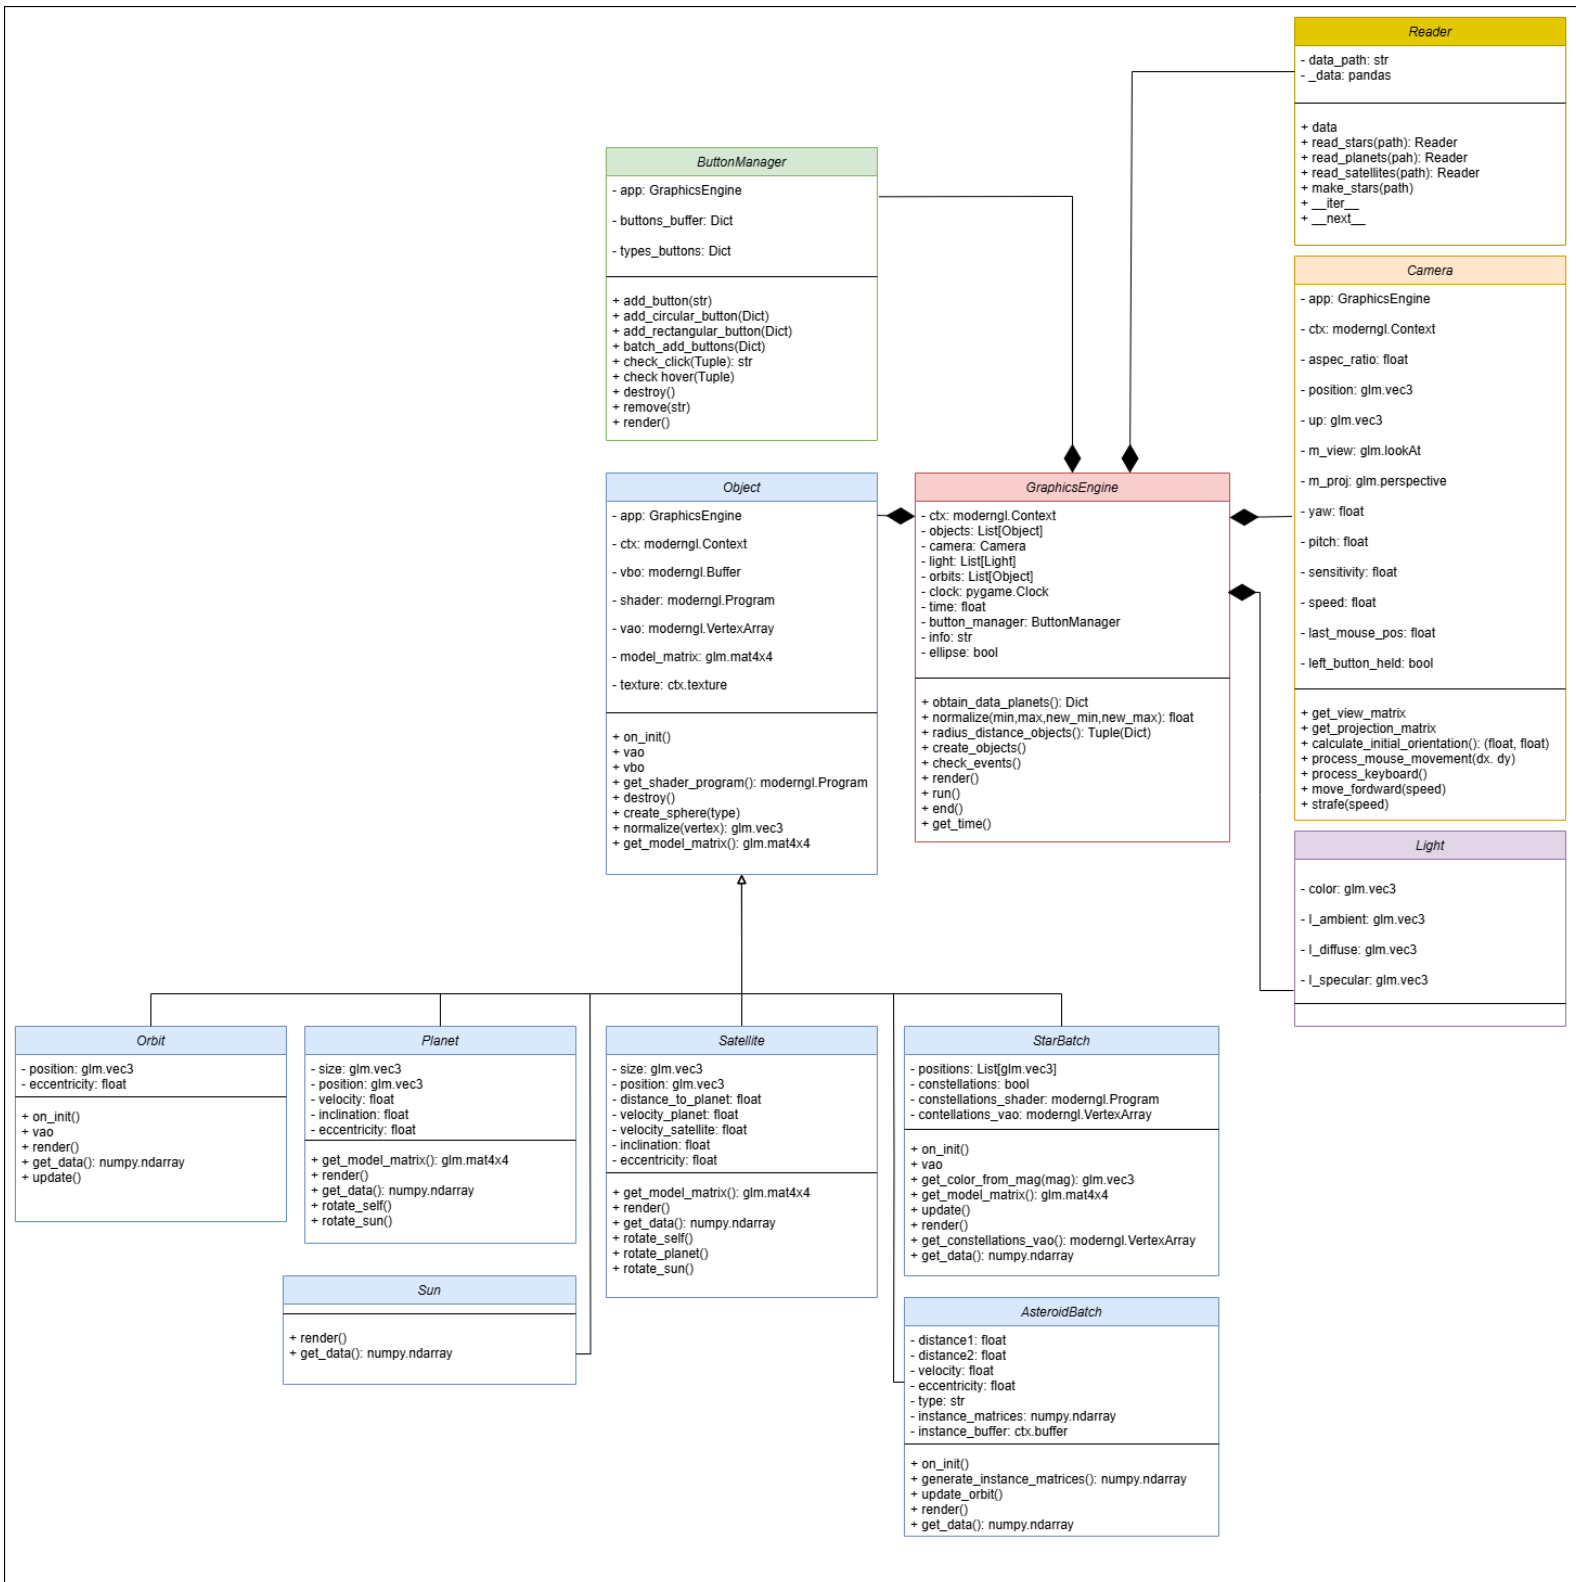 Reader
- data_path: str
- _data: pandas
+ data
+ read_stars(path): Reader
+ read_planets(pah): Reader
+ read_satellites(path): Reader
+ make_stars(path)
+ __iter__
+ __next__
ButtonManager
- app: GraphicsEngine
- buttons_buffer: Dict
- types_buttons: Dict
+ add_button(str)
+ add_circular_button(Dict)
+ add_rectangular_button(Dict)
+ batch_add_buttons(Dict)
+ check_click(Tuple): str
+ check hover(Tuple)
+ destroy()
+ remove(str)
+ render()
Camera
- app: GraphicsEngine
- ctx: moderngl.Context
- aspec_ratio: float
- position: glm.vec3
- up: glm.vec3
- m_view: glm.lookAt
- m_proj: glm.perspective
- yaw: float
- pitch: float
- sensitivity: float
- speed: float
- last_mouse_pos: float
- left_button_held: bool
+ get_view_matrix
+ get_projection_matrix
+ calculate_initial_orientation(): (float, float)
+ process_mouse_movement(dx. dy)
+ process_keyboard()
+ move_fordward(speed)
+ strafe(speed)
Object
- app: GraphicsEngine
- ctx: moderngl.Context
- vbo: moderngl.Buffer
- shader: moderngl.Program
- vao: moderngl.VertexArray
- model_matrix: glm.mat4x4
- texture: ctx.texture
+ on_init()
+ vao
+ vbo
+ get_shader_program(): moderngl.Program
+ destroy()
+ create_sphere(type)
+ normalize(vertex): glm.vec3
+ get_model_matrix(): glm.mat4x4
GraphicsEngine
- ctx: moderngl.Context
- objects: List[Object]
- camera: Camera
- light: List[Light]
- orbits: List[Object]
- clock: pygame.Clock
- time: float
- button_manager: ButtonManager
- info: str
- ellipse: bool
+ obtain_data_planets(): Dict
+ normalize(min,max,new_min,new_max): float
+ radius_distance_objects(): Tuple(Dict)
+ create_objects()
+ check_events()
+ render()
+ run()
+ end()
+ get_time()
Light
- color: glm.vec3
- l_ambient: glm.vec3
- l_diffuse: glm.vec3
- l_specular: glm.vec3
Orbit
- position: glm.vec3
- eccentricity: float
+ on_init()
+ vao
+ render()
+ get_data(): numpy.ndarray
+ update()
Planet
- size: glm.vec3
- position: glm.vec3
- velocity: float
- inclination: float
- eccentricity: float
+ get_model_matrix(): glm.mat4x4
+ render()
+ get_data(): numpy.ndarray
+ rotate_self()
+ rotate_sun()
Satellite
- size: glm.vec3
- position: glm.vec3
- distance_to_planet: float
- velocity_planet: float
- velocity_satellite: float
- inclination: float
- eccentricity: float
+ get_model_matrix(): glm.mat4x4
+ render()
+ get_data(): numpy.ndarray
+ rotate_self()
+ rotate_planet()
+ rotate_sun()
StarBatch
- positions: List[glm.vec3]
- constellations: bool
- constellations_shader: moderngl.Program
- contellations_vao: moderngl.VertexArray
+ on_init()
+ vao
+ get_color_from_mag(mag): glm.vec3
+ get_model_matrix(): glm.mat4x4
+ update()
+ render()
+ get_constellations_vao(): moderngl.VertexArray
+ get_data(): numpy.ndarray
Sun
+ render()
+ get_data(): numpy.ndarray
AsteroidBatch
- distance1: float
- distance2: float
- velocity: float
- eccentricity: float
- type: str
- instance_matrices: numpy.ndarray
- instance_buffer: ctx.buffer
+ on_init()
+ generate_instance_matrices(): numpy.ndarray
+ update_orbit()
+ render()
+ get_data(): numpy.ndarray